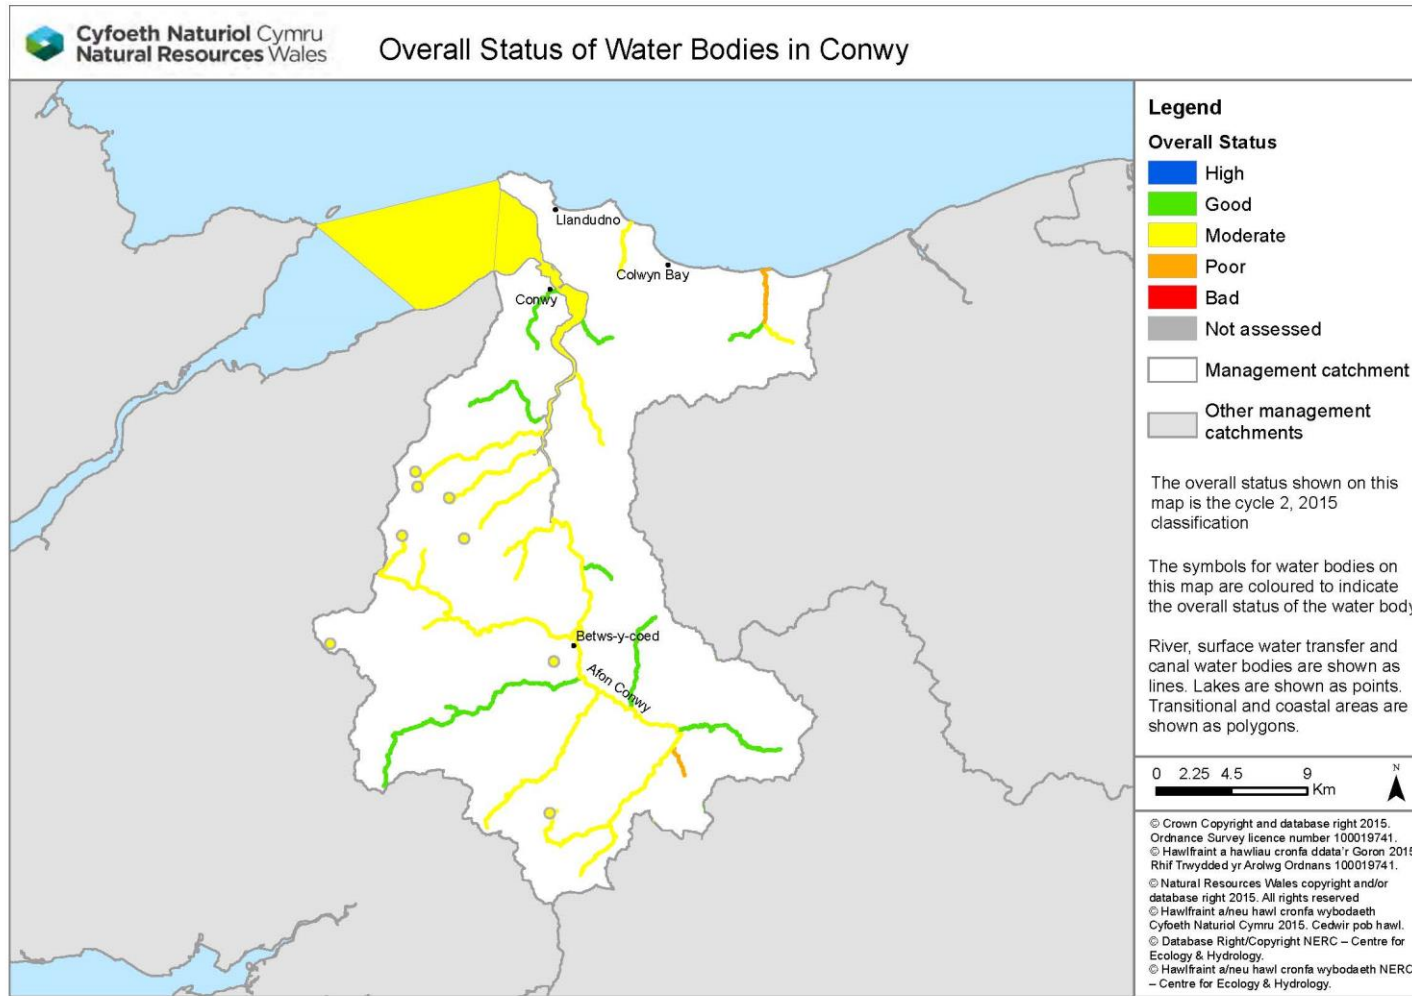 Cyfoeth Naturiol Cymru
Natural Resources Wales
Overall Status of Water Bodies in Conwy
Llandudno
Colwyn Bay
Conwy
Betws-y-coed
Afon Conwy
Legend
Overall Status
High
Good
Moderate
Poor
Bad
Not assessed
Management catchment
Other management
catchments
The overall status shown on this
map is the cycle 2, 2015
classification
The symbols for water bodies on
this map are coloured to indicate
the overall status of the water body
River, surface water transfer and
canal water bodies are shown as
lines. Lakes are shown as points.
Transitional and coastal areas are
shown as polygons.
0 2.25 4.5 9
Km
N
© Crown Copyright and database right 2015.
Ordnance Survey licence number 100019741.
© Hawlfraint a hawliau cronfa ddata'r Goron 2015
Rhif Trwydded yr Arolwg Ordnans 100019741.
© Natural Resources Wales copyright and/or
database right 2015. All rights reserved
© Hawlfraint a/neu hawl cronfa wybodaeth
Cyfoeth Naturiol Cymru 2015. Cedwir pob hawl.
© Database Right/Copyright NERC – Centre for
Ecology & Hydrology.
© Hawlfraint a/neu hawl cronfa wybodaeth NERC
– Centre for Ecology & Hydrology.